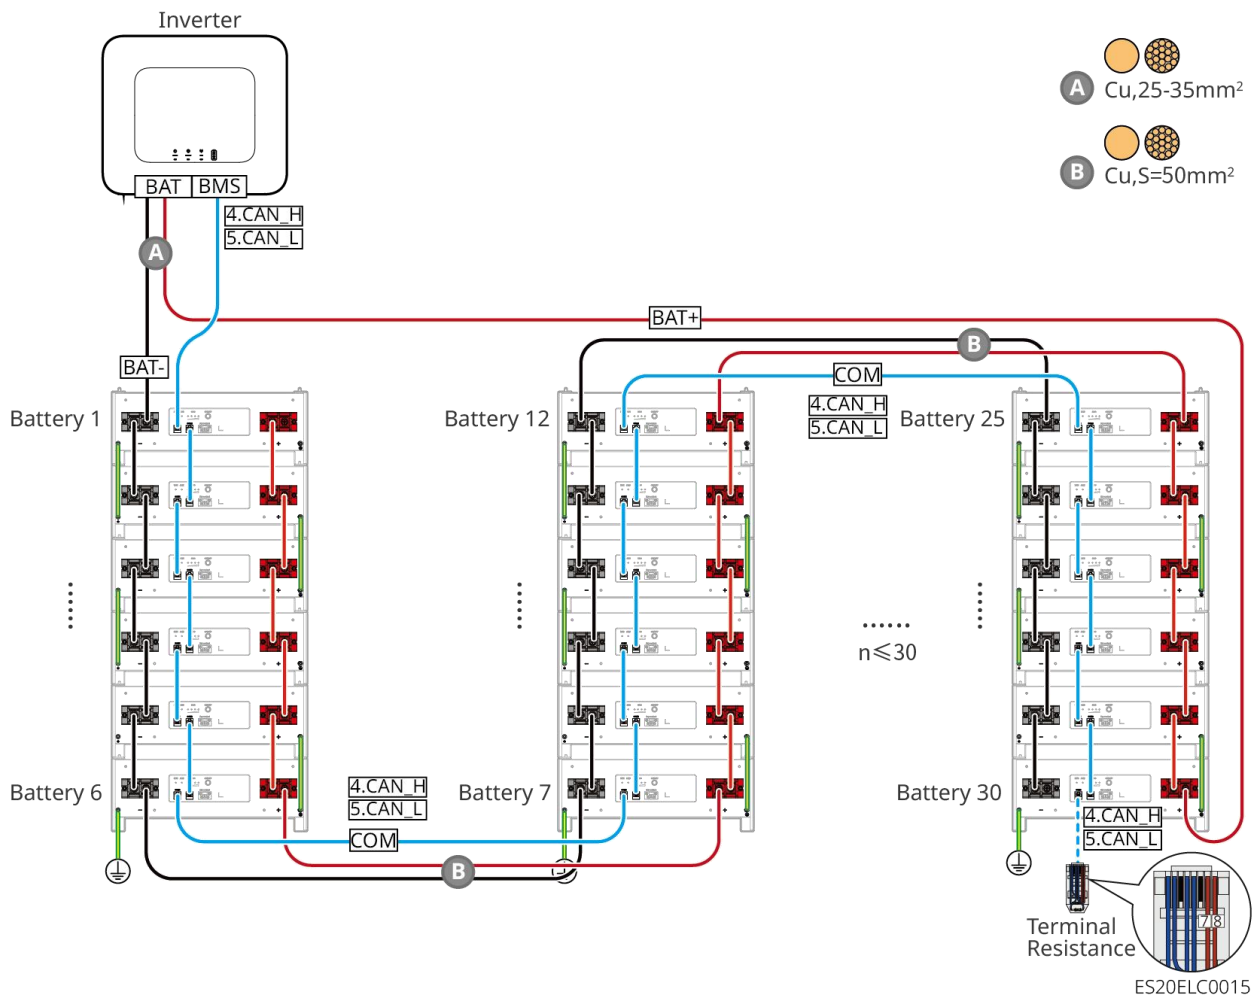 Inverter
BAT BMS
4.CAN_H
5.CAN_L
A
Cu,25-35mm²
B
Cu,S=50mm²
A
BAT+
BAT-
B
COM
4.CAN_H
5.CAN_L
Battery 1
Battery 12
Battery 25
n≤30
Battery 6
4.CAN_H
5.CAN_L
COM
B
Battery 7
Battery 30
4.CAN_H
5.CAN_L
Terminal
Resistance
7 8
ES20ELC0015